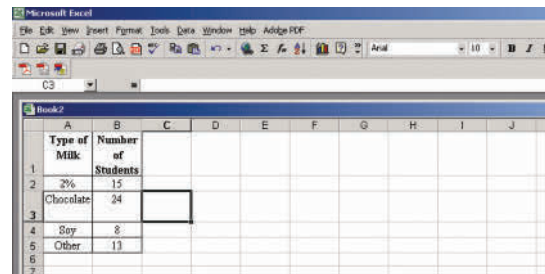 Microsoft Excel
File Edit View Insert Format Tools Data Window Help Adobe PDF
Arial 10 B I
C3 =
Book2
A B C D E F G H I J
1 Type of Milk Number of Students
2 2% 15
3 Chocolate 24
4 Soy 8
5 Other 13
6
7